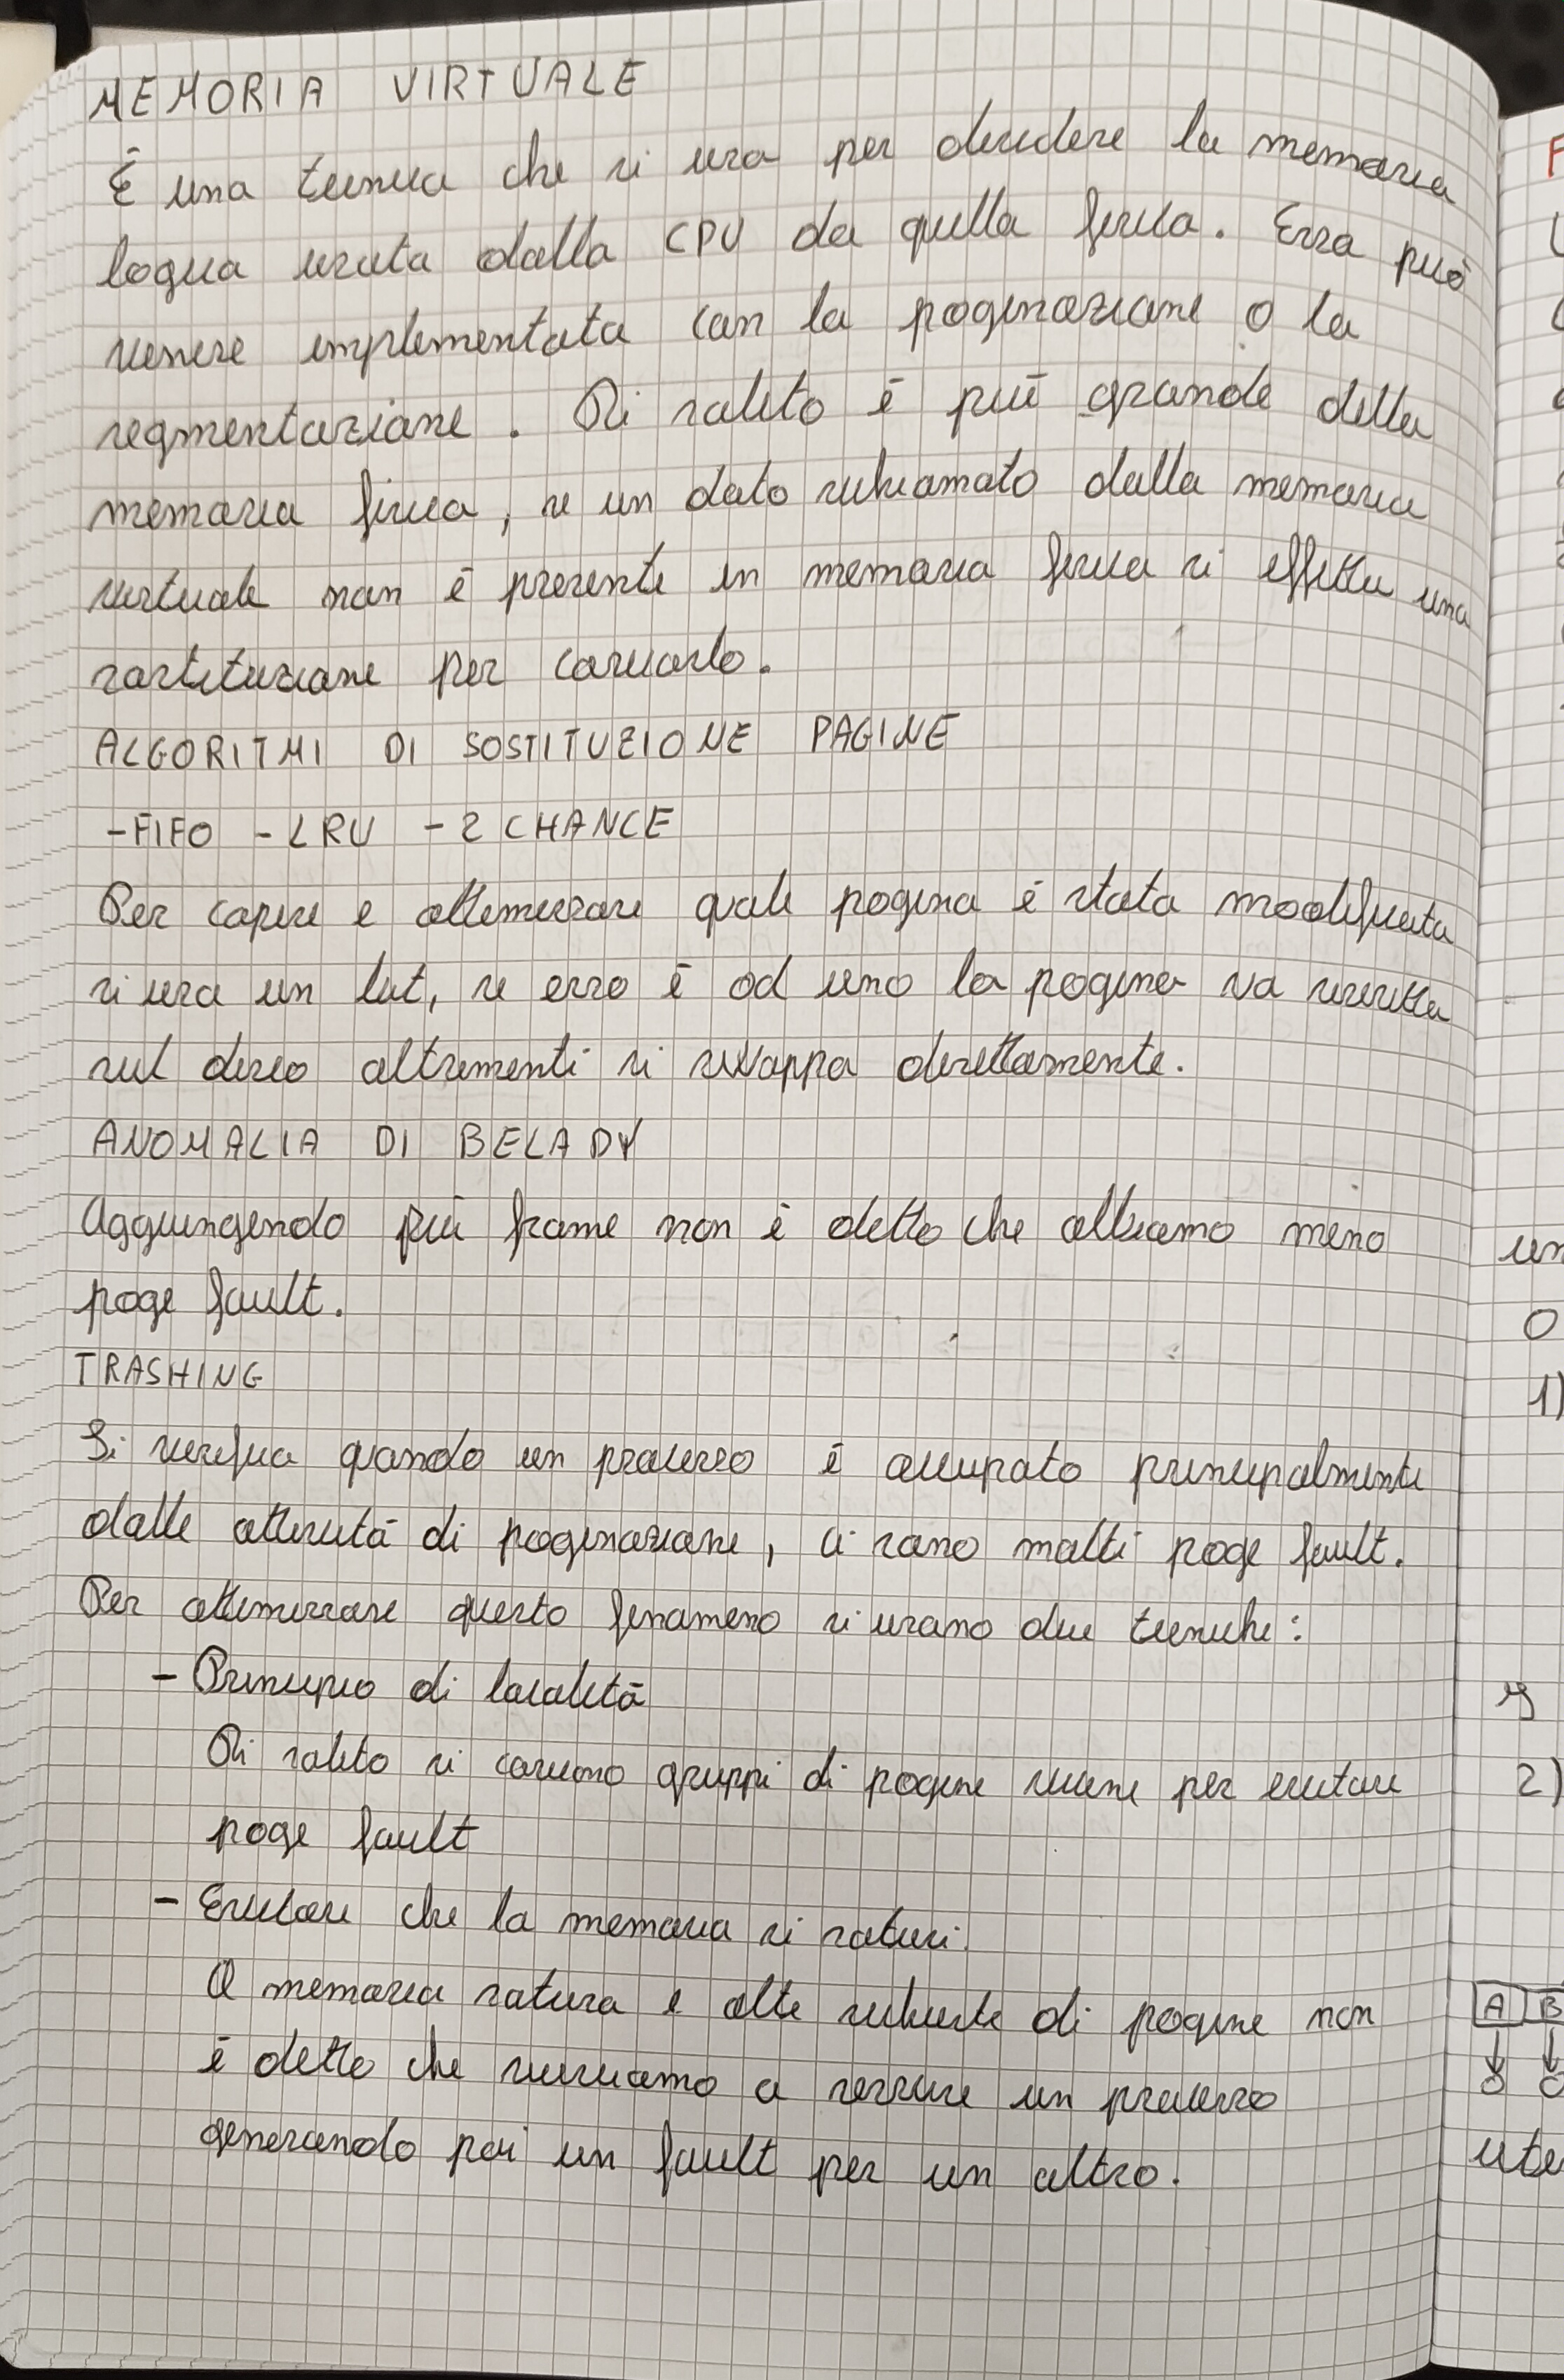 MEMORIA VIRTUALE
È una tecnica che si usa per dividere la memoria
logica usata dalla CPU da quella fisica. Essa può
venire implementata con la paginazione o la
segmentazione. Di solito è più grande della
memoria fisica, se un dato richiamato dalla memoria
virtuale non è presente in memoria fisica si effettu una
sostituzione per caricarlo.
ALGORITMI DI SOSTITUZIONE PAGINE
-FIFO -LRU -2 CHANCE
Per capire e ottimizzare quale pagina è stata modificata
si usa un bit, se esso è ad uno la pagina va riscritta
sul disco altrimenti si swappa direttamente.
ANOMALIA DI BELADY
Aggiungendo più frame non è detto che abbiamo meno
page fault.
TRASHING
Si verifica quando un processo è occupato principalmente
dalle attività di paginazione, ci sono molti page fault.
Per ottimizzare questo fenomeno si usano due tecniche:
- Principio di località
Di solito si caricano gruppi di pagine vicine per evitare
page fault
- Evitare che la memoria si saturi.
A memoria satura e alte richieste di pagine non
è detto che riusciamo a servire un processo
generando poi un fault per un altro.
un
O
1)
2)
A B
ute